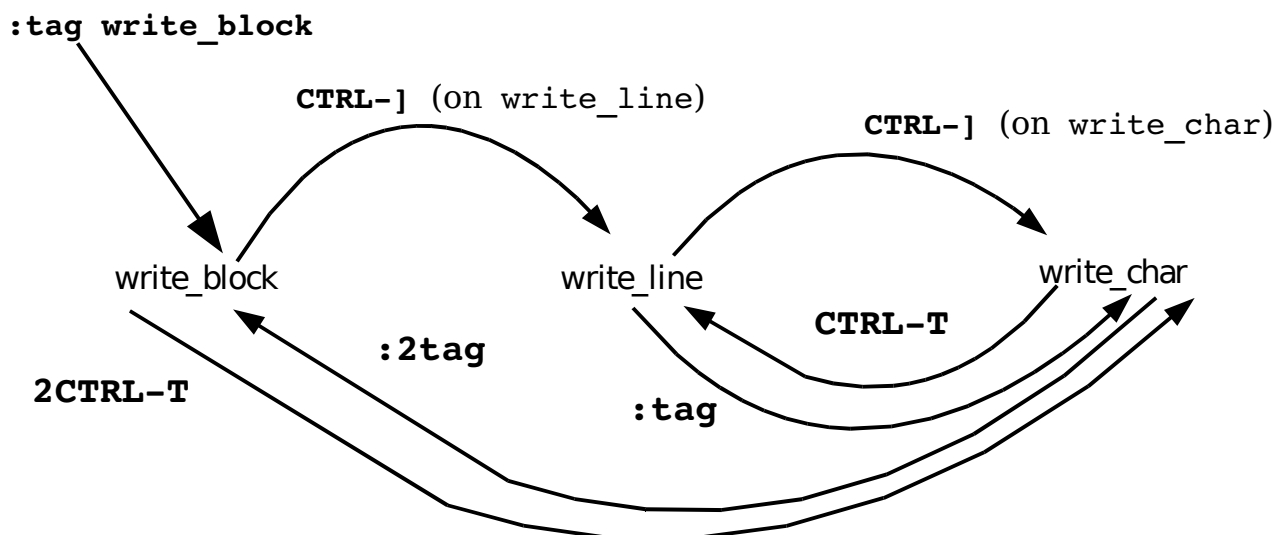 :tag write_block
CTRL-] (on write_line)
CTRL-] (on write_char)
write_block
write_line
write_char
CTRL-T
:2tag
2CTRL-T
:tag